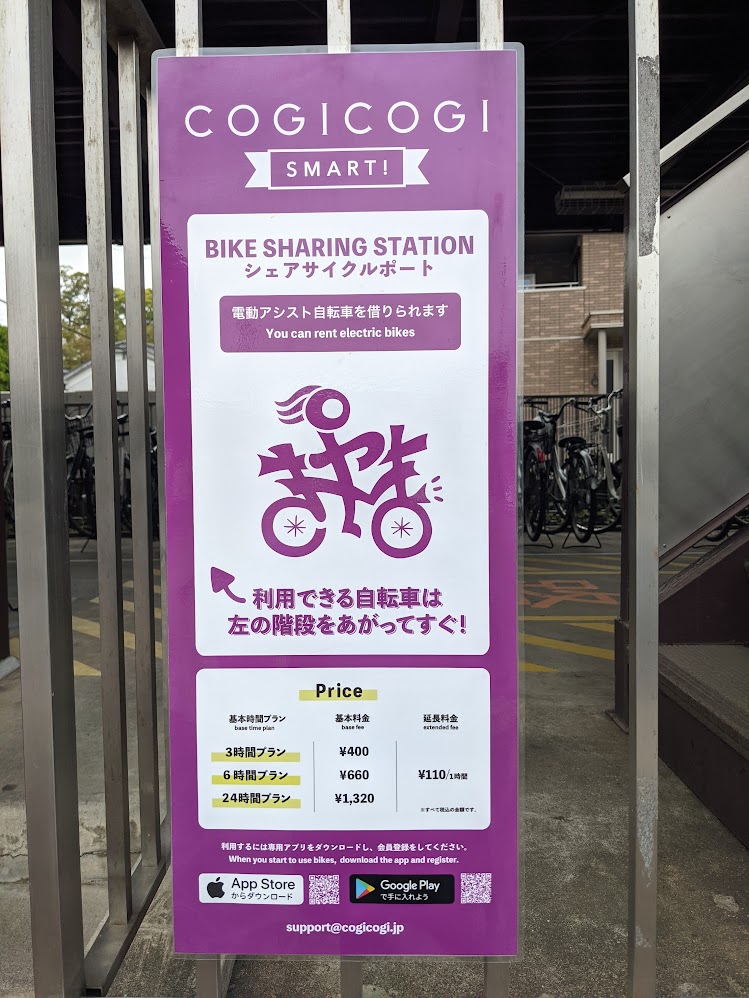 COGICOGI
SMART!
BIKE SHARING STATION
シェアサイクルポート
電動アシスト自転車を借りられます
You can rent electric bikes
利用できる自転車は
左の階段をあがってすぐ!
Price
基本時間プラン 基本料金 延長料金
base time plan base fee extended fee
3時間プラン ¥400
6時間プラン ¥660 ¥110/1時間
24時間プラン ¥1,320
※すべて税込の金額です。
利用するには専用アプリをダウンロードし、会員登録をしてください。
When you start to use bikes, download the app and register.
App Store
からダウンロード
Google Play
で手に入れよう
support@cogicogi.jp